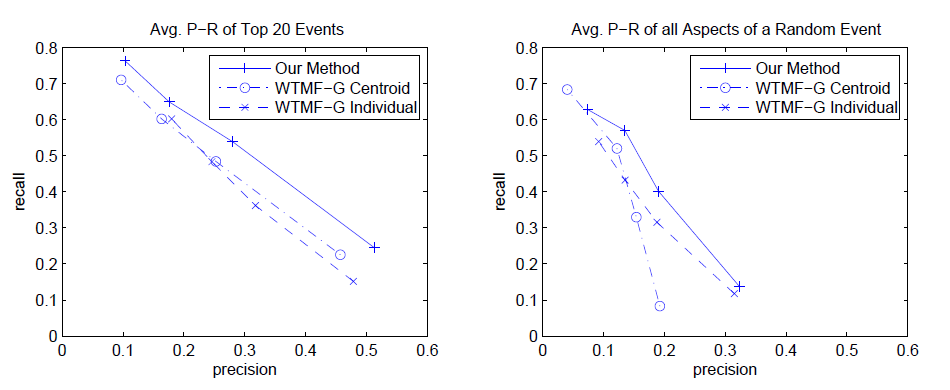 Avg. P−R of Top 20 Events
0.8
0.7
0.6
0.5
0.4
0.3
0.2
0.1
0
recall
Our Method
WTMF−G Centroid
WTMF−G Individual
0 0.1 0.2 0.3 0.4 0.5 0.6
precision
Avg. P−R of all Aspects of a Random Event
0.8
0.7
0.6
0.5
0.4
0.3
0.2
0.1
0
recall
Our Method
WTMF−G Centroid
WTMF−G Individual
0 0.1 0.2 0.3 0.4 0.5 0.6
precision